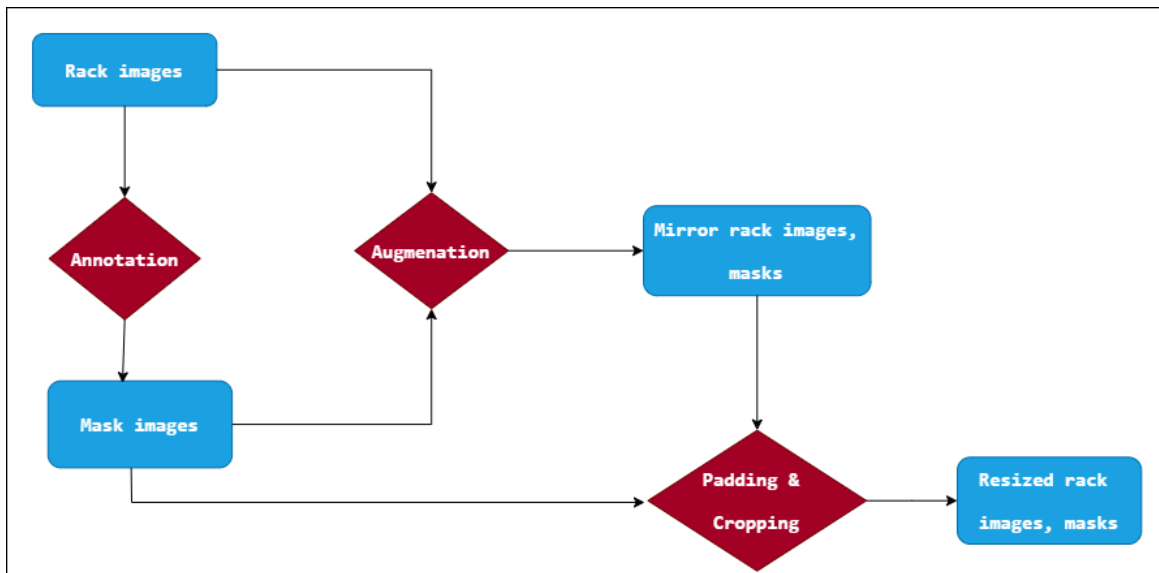 Rack images
Annotation
Augmenation
Mirror rack images,
masks
Mask images
Padding &
Cropping
Resized rack
images, masks